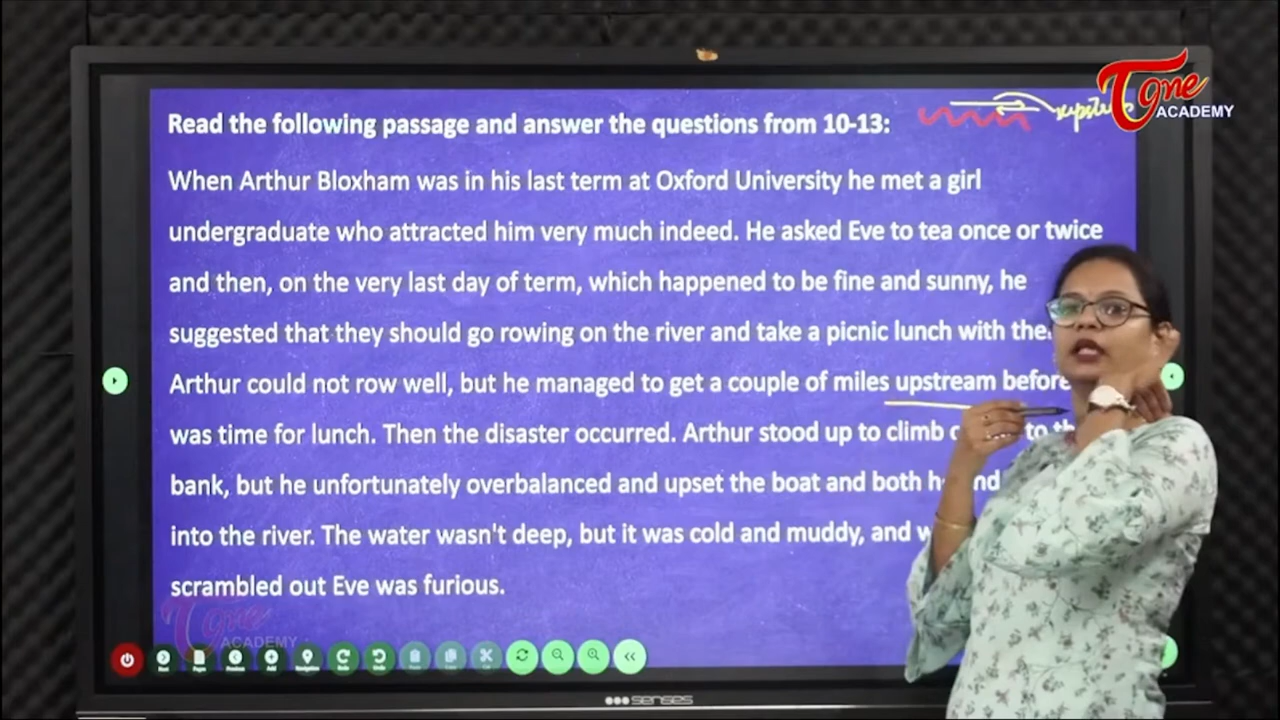 Tone
ACADEMY
Read the following passage and answer the questions from 10-13:
When Arthur Bloxham was in his last term at Oxford University he met a girl
undergraduate who attracted him very much indeed. He asked Eve to tea once or twice
and then, on the very last day of term, which happened to be fine and sunny, he
suggested that they should go rowing on the river and take a picnic lunch with
Arthur could not row well, but he managed to get a couple of miles upstream before
was time for lunch. Then the disaster occurred. Arthur stood up to climb to
bank, but he unfortunately overbalanced and upset the boat and both
into the river. The water wasn't deep, but it was cold and muddy, and
scrambled out Eve was furious.
Tone
ACADEMY
senses